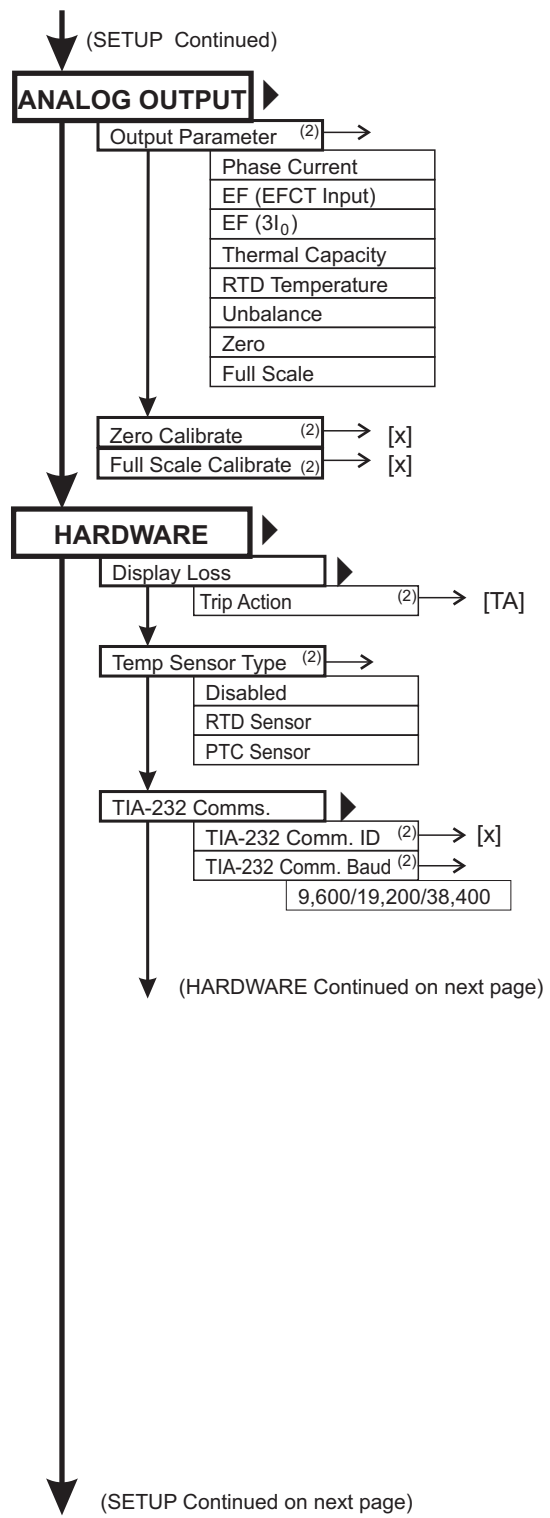 (SETUP Continued)
ANALOG OUTPUT
Output Parameter (2)
Phase Current
EF (EFCT Input)
EF (3I₀)
Thermal Capacity
RTD Temperature
Unbalance
Zero
Full Scale
Zero Calibrate (2) [x]
Full Scale Calibrate (2) [x]
HARDWARE
Display Loss
Trip Action (2) [TA]
Temp Sensor Type (2)
Disabled
RTD Sensor
PTC Sensor
TIA-232 Comms.
TIA-232 Comm. ID (2) [x]
TIA-232 Comm. Baud (2)
9,600/19,200/38,400
(HARDWARE Continued on next page)
(SETUP Continued on next page)